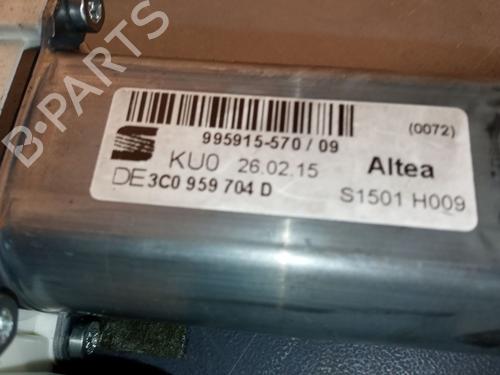 B-PARTS
(0072)
995915-570 / 09
KU0 26.02.15 Altea
DE 3C0 959 704 D S1501 H009